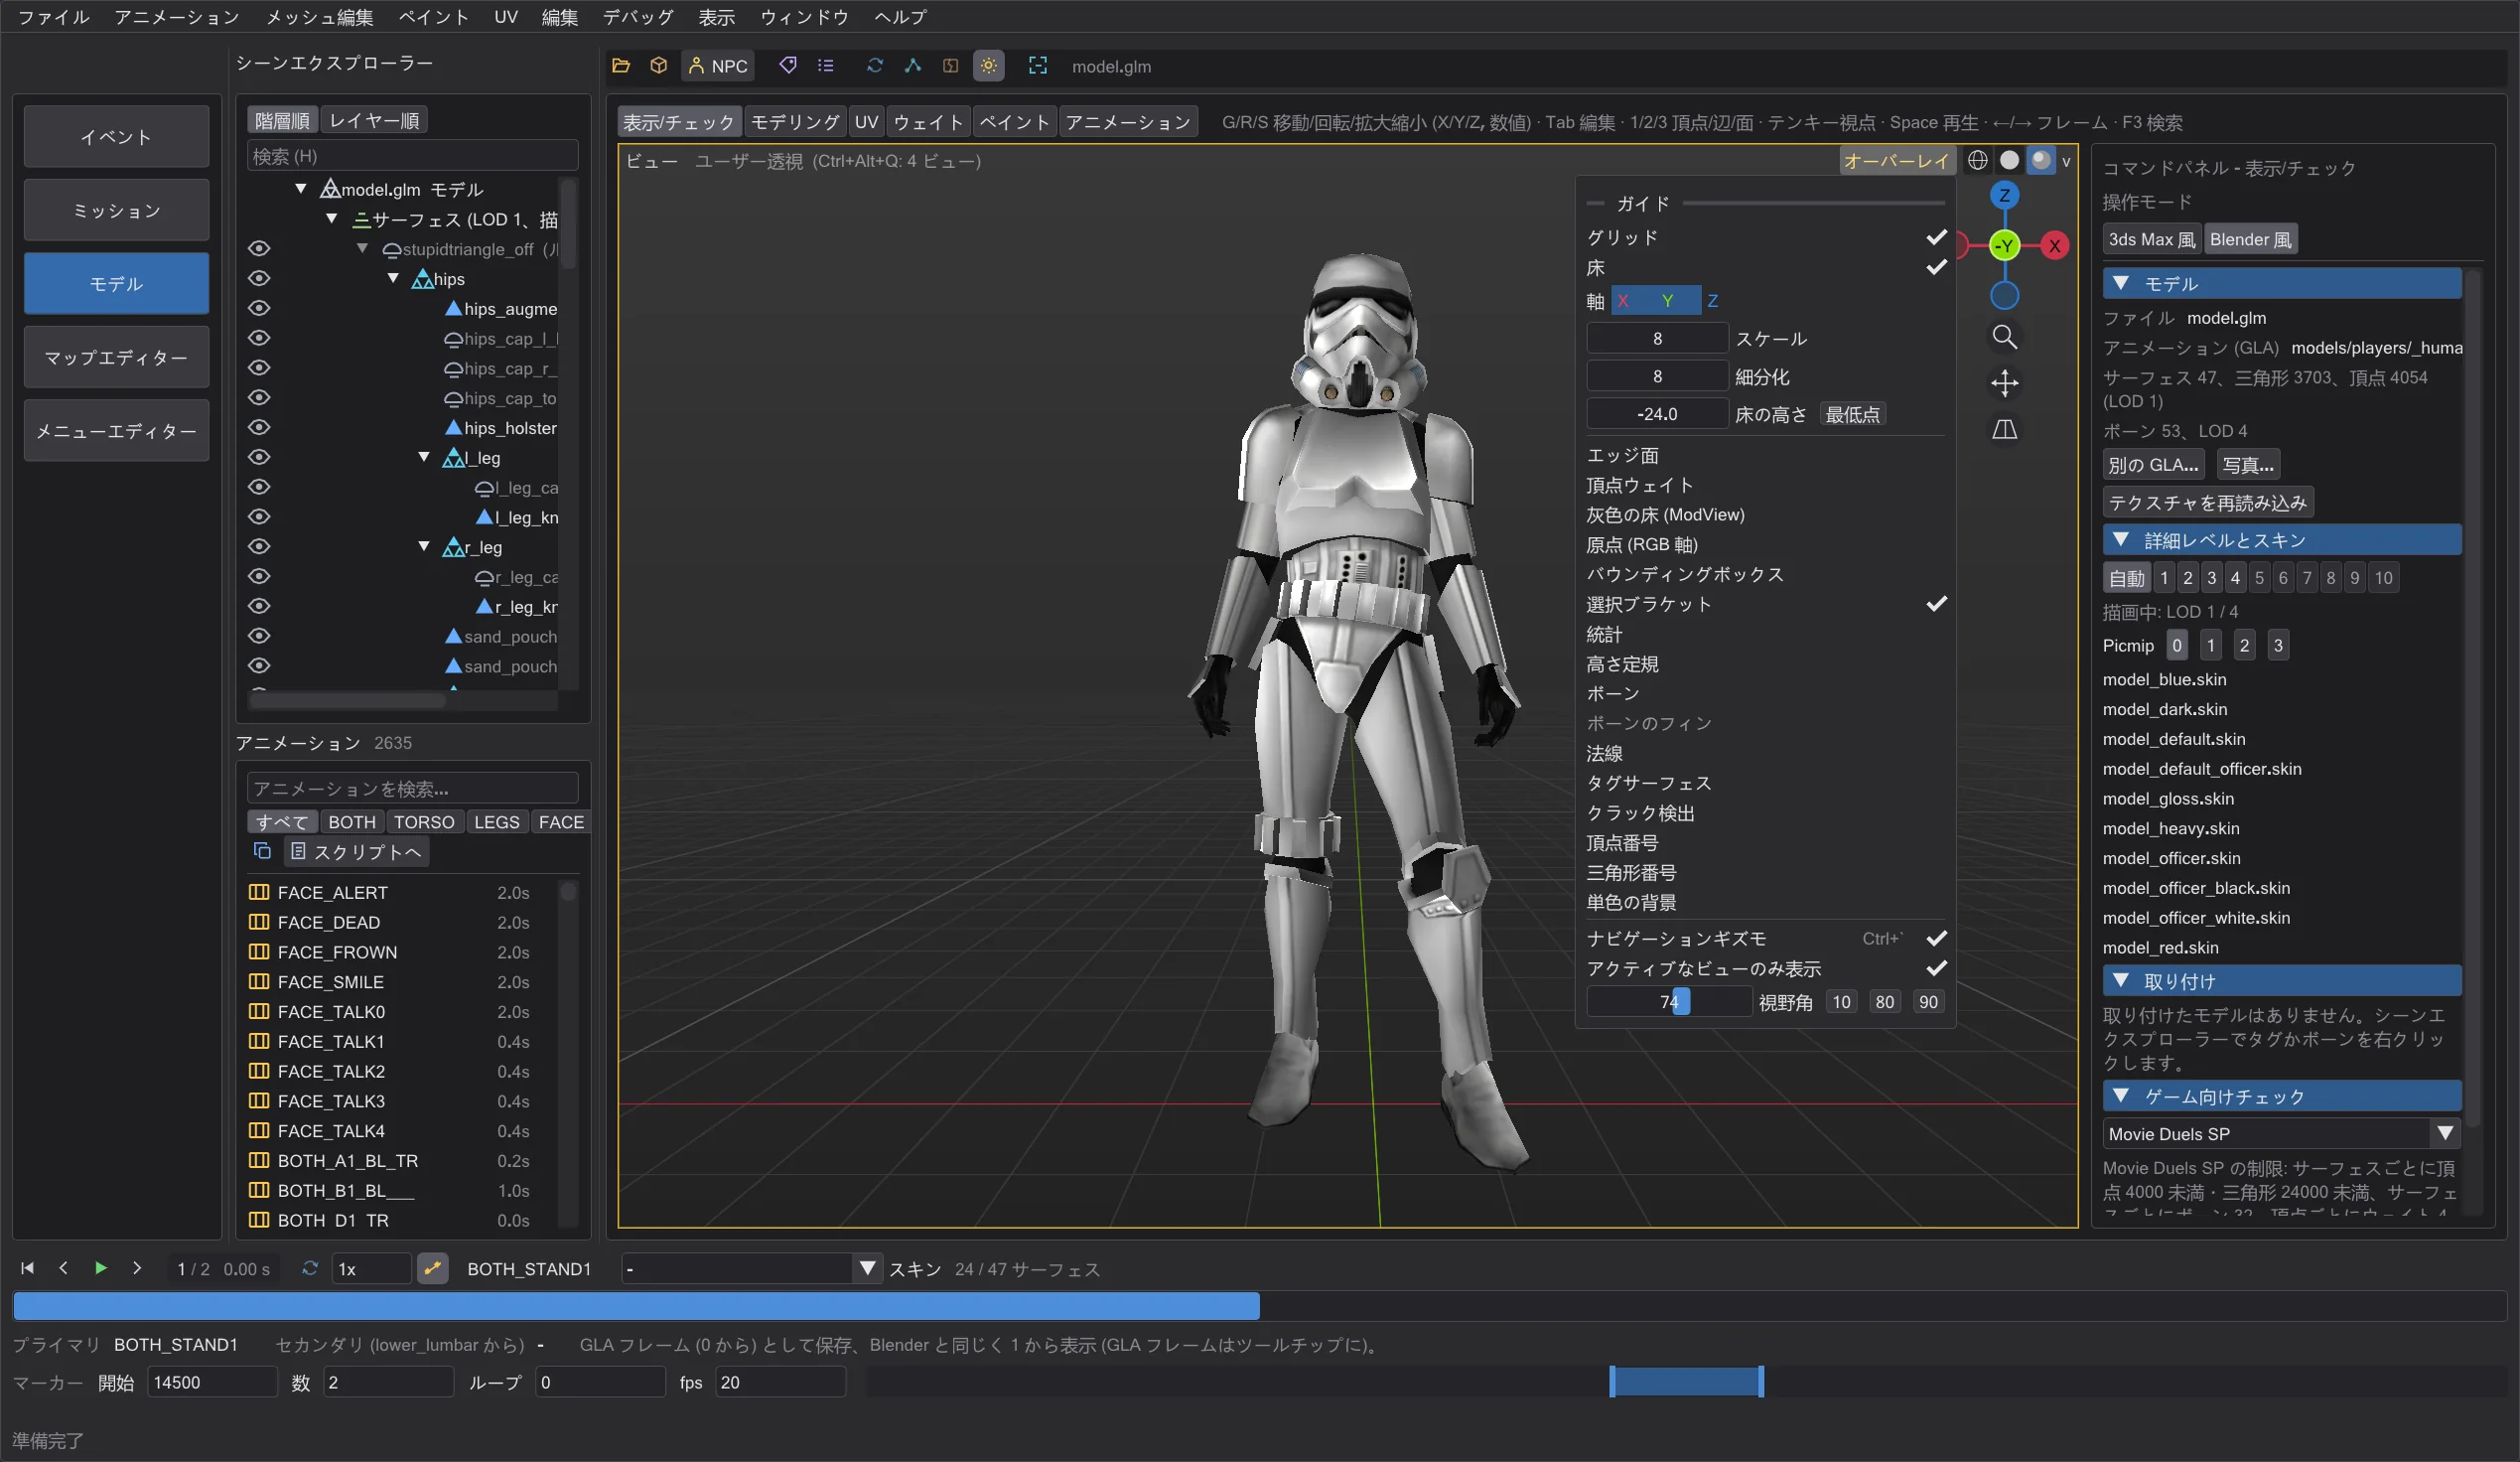 ファイル アニメーション メッシュ編集 ペイント UV 編集 デバッグ 表示 ウィンドウ ヘルプ
シーンエクスプローラー
NPC
model.glm
イベント
ミッション
モデル
マップエディター
メニューエディター
階層順 レイヤー順
検索 (H)
model.glm モデル
サーフェス (LOD 1、描
stupidtriangle_off
hips
hips_augme
hips_cap_l_
hips_cap_r_
hips_cap_to
hips_holster
l_leg
l_leg_ca
l_leg_kn
r_leg
r_leg_ca
r_leg_kn
sand_pouch
sand_pouch
アニメーション 2635
アニメーションを検索...
すべて BOTH TORSO LEGS FACE
スクリプトへ
FACE_ALERT 2.0s
FACE_DEAD 2.0s
FACE_FROWN 2.0s
FACE_SMILE 2.0s
FACE_TALK0 2.0s
FACE_TALK1 0.4s
FACE_TALK2 0.4s
FACE_TALK3 0.4s
FACE_TALK4 0.4s
BOTH_A1_BL_TR 0.2s
BOTH_B1_BL___ 1.0s
BOTH_D1_TR 0.0s
表示/チェック モデリング UV ウェイト ペイント アニメーション G/R/S 移動/回転/拡大縮小 (X/Y/Z, 数値) · Tab 編集 · 1/2/3 頂点/辺/面 · テンキー視点 · Space 再生 · ←/→ フレーム · F3 検索
ビュー ユーザー透視 (Ctrl+Alt+Q: 4 ビュー)
オーバーレイ
v
Z
-Y
X
ガイド
グリッド
床
軸 X Y Z
8 スケール
8 細分化
-24.0 床の高さ 最低点
エッジ面
頂点ウェイト
灰色の床 (ModView)
原点 (RGB 軸)
バウンディングボックス
選択ブラケット
統計
高さ定規
ボーン
ボーンのフィン
法線
タグサーフェス
クラック検出
頂点番号
三角形番号
単色の背景
ナビゲーションギズモ Ctrl+`
アクティブなビューのみ表示
74 視野角 10 80 90
コマンドパネル - 表示/チェック
操作モード
3ds Max 風 Blender 風
モデル
ファイル model.glm
アニメーション (GLA) models/players/_huma
サーフェス 47、三角形 3703、頂点 4054
(LOD 1)
ボーン 53、LOD 4
別の GLA... 写真...
テクスチャを再読み込み
詳細レベルとスキン
自動 1 2 3 4 5 6 7 8 9 10
描画中: LOD 1 / 4
Picmip 0 1 2 3
model_blue.skin
model_dark.skin
model_default.skin
model_default_officer.skin
model_gloss.skin
model_heavy.skin
model_officer.skin
model_officer_black.skin
model_officer_white.skin
model_red.skin
取り付け
取り付けたモデルはありません。シーンエ
クスプローラーでタグかボーンを右クリッ
クします。
ゲーム向けチェック
Movie Duels SP
Movie Duels SP の制限: サーフェスごとに頂
点 4000 未満・三角形 24000 未満、サーフェ
スごとにボーン 32、頂点ごとにウェイト 4
1 / 2 0.00 s 1x BOTH_STAND1 - スキン 24 / 47 サーフェス
プライマリ BOTH_STAND1 セカンダリ (lower_lumbar から) - GLA フレーム (0 から) として保存、Blender と同じく 1 から表示 (GLA フレームはツールチップに)。
マーカー 開始 14500 数 2 ループ 0 fps 20
準備完了